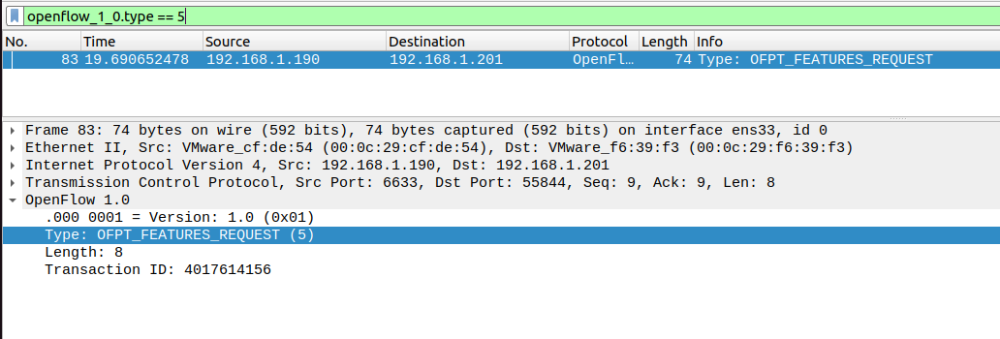 openflow_1_0.type == 5
No. Time Source Destination Protocol Length Info
83 19.690652478 192.168.1.190 192.168.1.201 OpenFl… 74 Type: OFPT_FEATURES_REQUEST
Frame 83: 74 bytes on wire (592 bits), 74 bytes captured (592 bits) on interface ens33, id 0
Ethernet II, Src: VMware_cf:de:54 (00:0c:29:cf:de:54), Dst: VMware_f6:39:f3 (00:0c:29:f6:39:f3)
Internet Protocol Version 4, Src: 192.168.1.190, Dst: 192.168.1.201
Transmission Control Protocol, Src Port: 6633, Dst Port: 55844, Seq: 9, Ack: 9, Len: 8
OpenFlow 1.0
.000 0001 = Version: 1.0 (0x01)
Type: OFPT_FEATURES_REQUEST (5)
Length: 8
Transaction ID: 4017614156